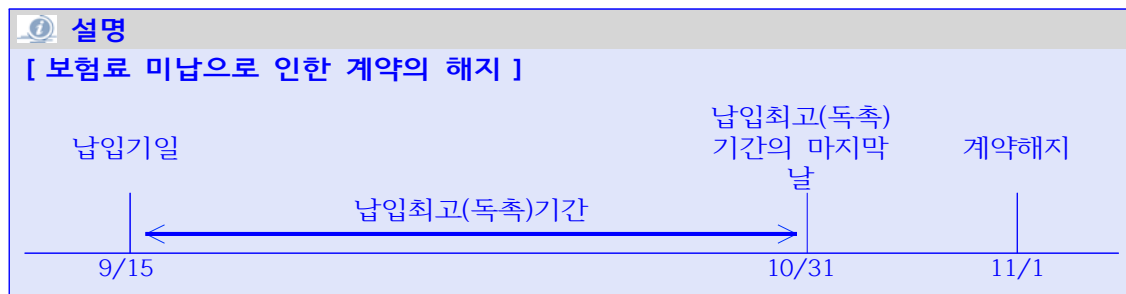 설명
[ 보험료 미납으로 인한 계약의 해지 ]
납입기일
납입최고(독촉)
기간의 마지막
날
계약해지
납입최고(독촉)기간
9/15
10/31
11/1